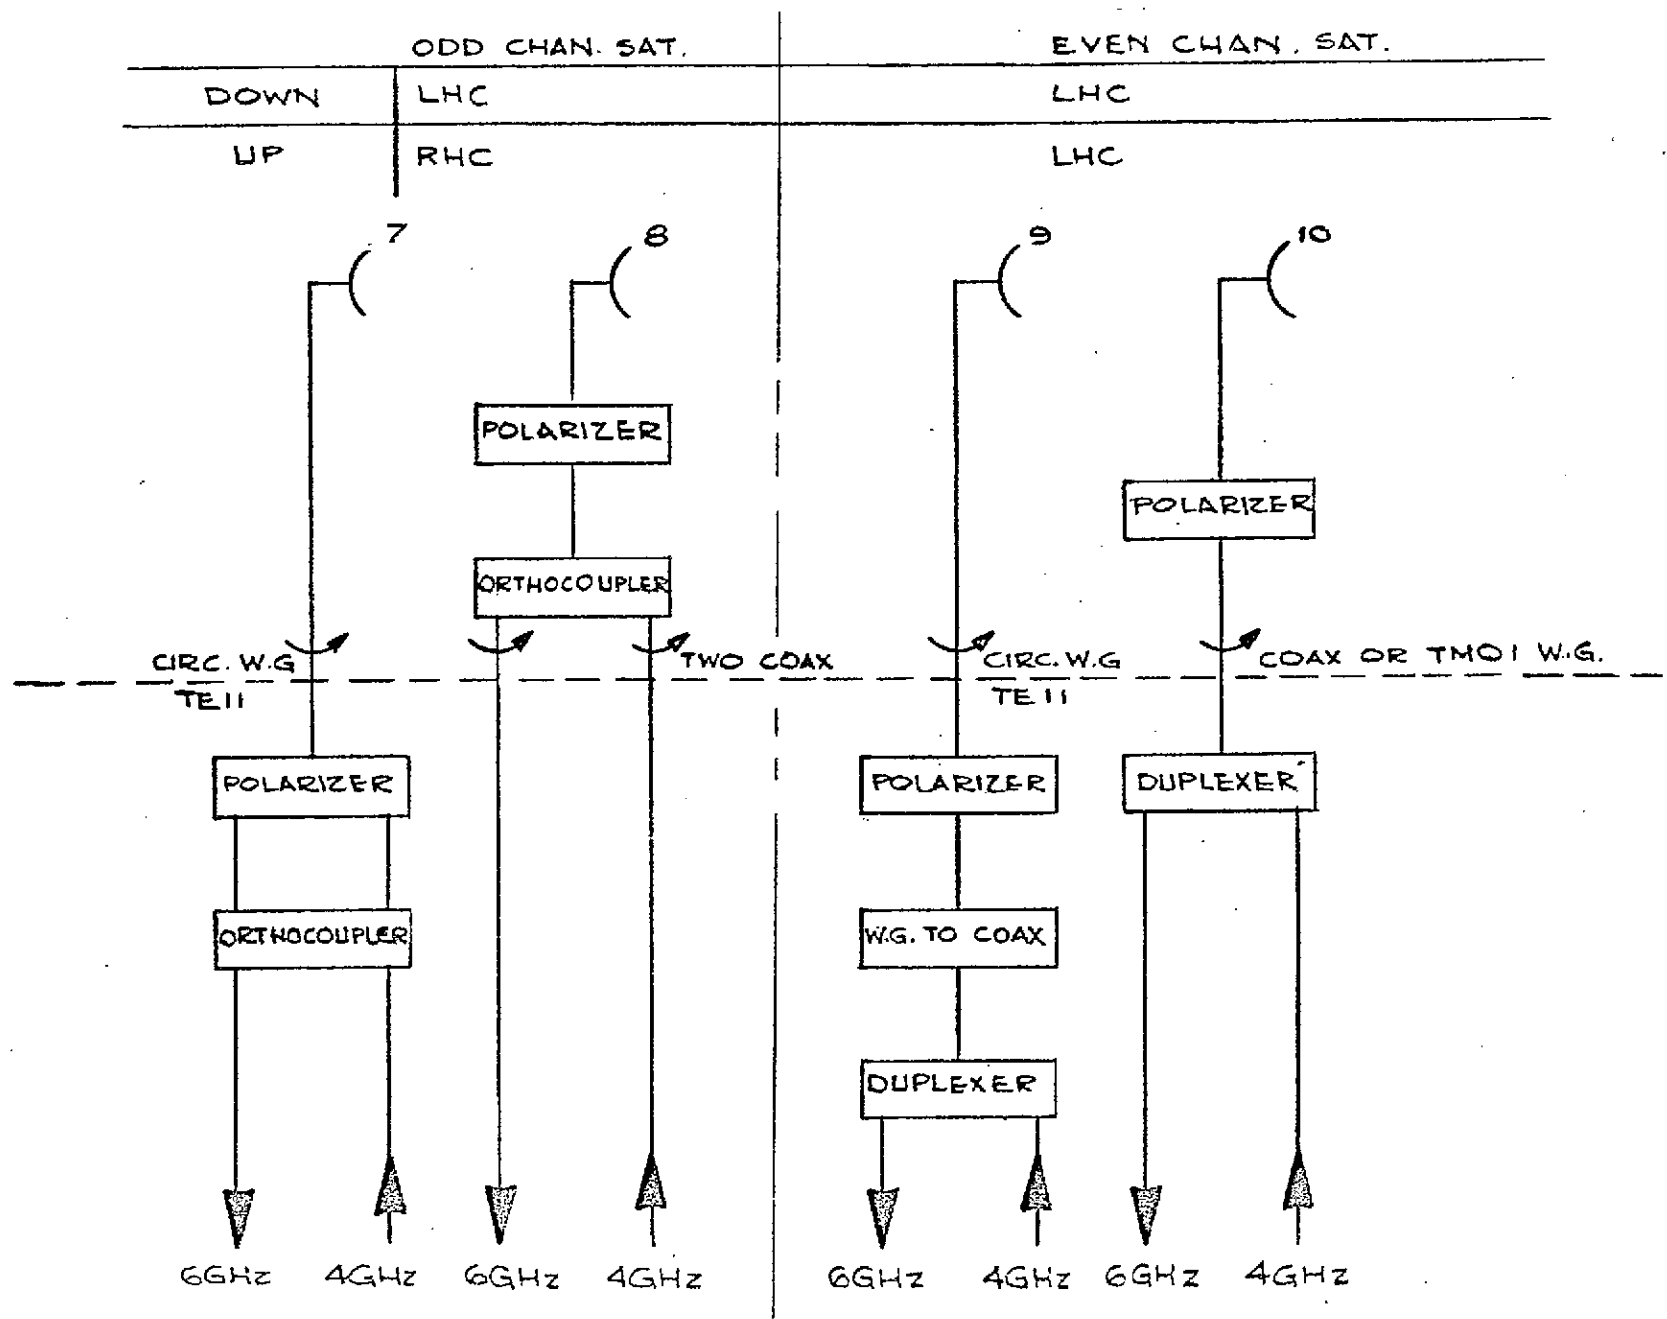 ODD CHAN. SAT. EVEN CHAN. SAT.
DOWN LHC LHC
UP RHC LHC
7 8 9 10
POLARIZER
POLARIZER
ORTHOCOUPLER
CIRC. W.G TWO COAX CIRC. W.G COAX OR TM01 W.G.
TE11 TE11
POLARIZER POLARIZER DUPLEXER
ORTHOCOUPLER W.G. TO COAX
DUPLEXER
6GHz 4GHz 6GHz 4GHz 6GHz 4GHz 6GHz 4GHz